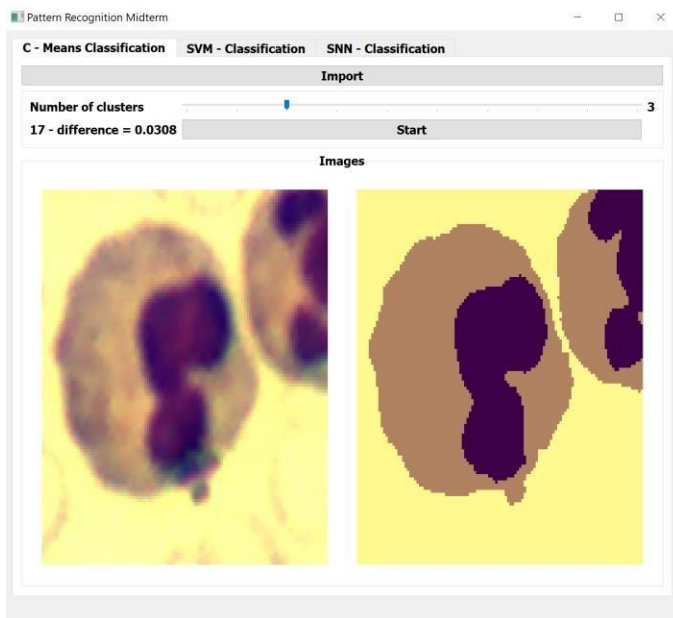 Pattern Recognition Midterm
C - Means Classification SVM - Classification SNN - Classification
Import
Number of clusters 3
17 - difference = 0.0308 Start
Images